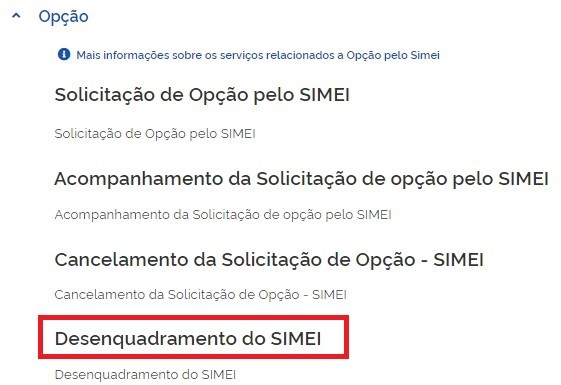 Opção
Mais informações sobre os serviços relacionados a Opção pelo Simei
Solicitação de Opção pelo SIMEI
Solicitação de Opção pelo SIMEI
Acompanhamento da Solicitação de opção pelo SIMEI
Acompanhamento da Solicitação de opção pelo SIMEI
Cancelamento da Solicitação de Opção - SIMEI
Cancelamento da Solicitação de Opção - SIMEI
Desenquadramento do SIMEI
Desenquadramento do SIMEI